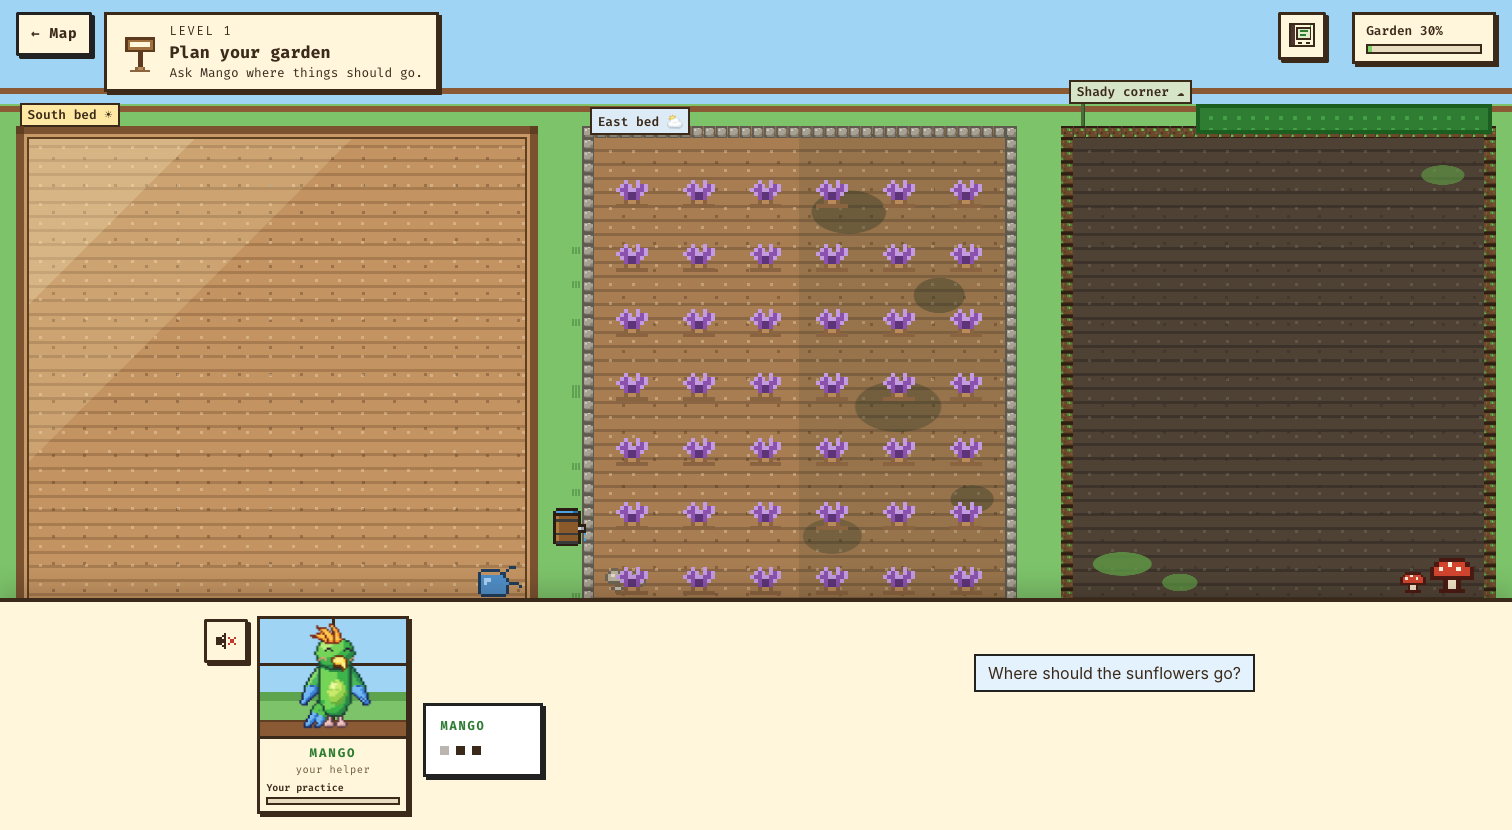 ← Map
LEVEL 1
Plan your garden
Ask Mango where things should go.
Garden 30%
South bed ☀
East bed ⛅
Shady corner ☁
Where should the sunflowers go?
MANGO
your helper
Your practice
MANGO